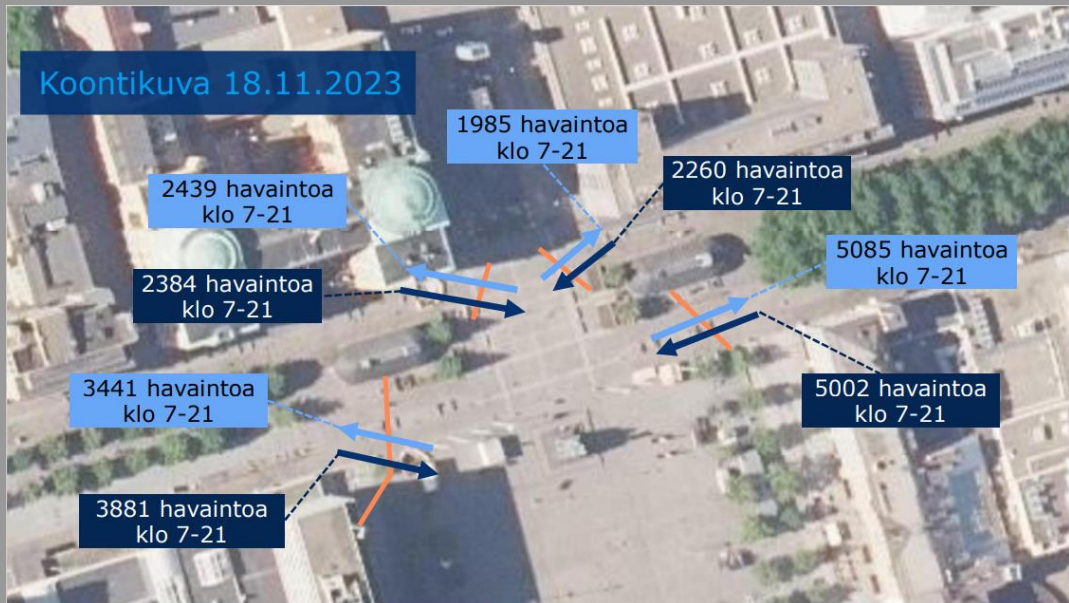 Koontikuva 18.11.2023
1985 havaintoa
klo 7-21
2260 havaintoa
klo 7-21
2439 havaintoa
klo 7-21
5085 havaintoa
klo 7-21
2384 havaintoa
klo 7-21
3441 havaintoa
klo 7-21
5002 havaintoa
klo 7-21
3881 havaintoa
klo 7-21